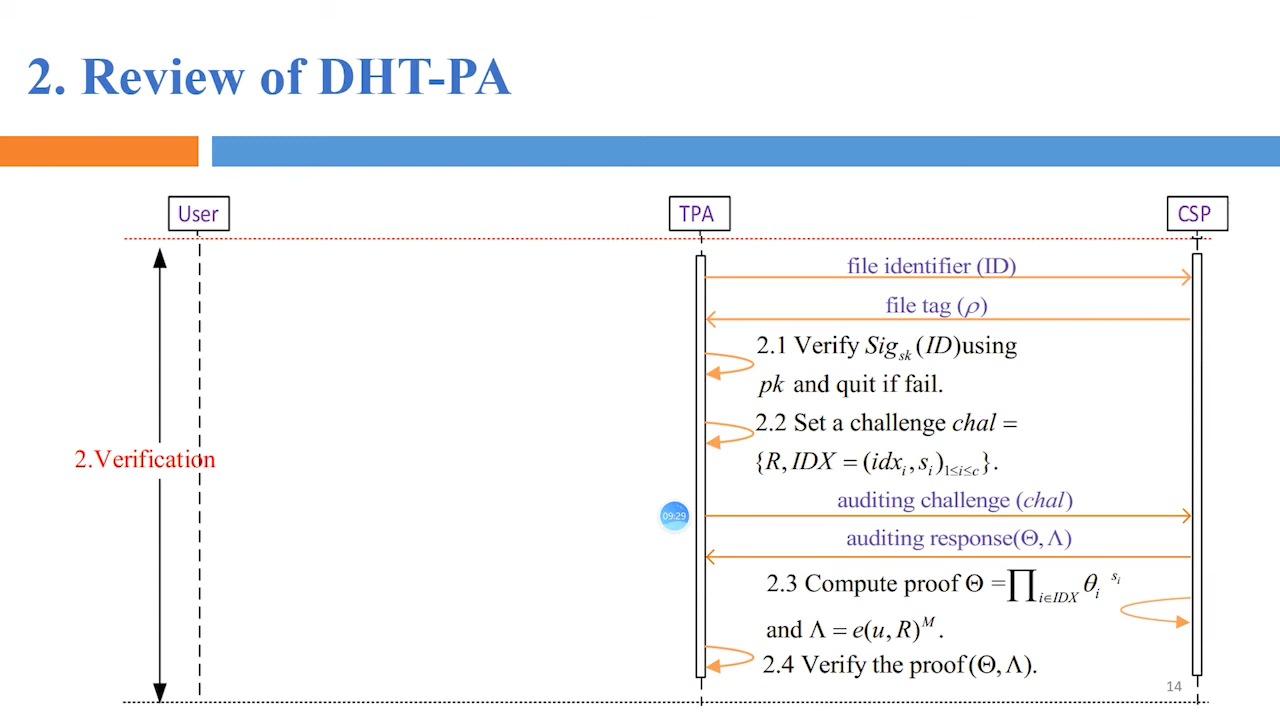 2. Review of DHT-PA
User
TPA
CSP
file identifier (ID)
file tag (ρ)
2.1 Verify Sig_sk (ID)using
pk and quit if fail.
2.2 Set a challenge chal =
{R, IDX = (idx_i, s_i)_1≤i≤c}.
2.Verification
auditing challenge (chal)
09:29
auditing response(Θ, Λ)
2.3 Compute proof Θ =∏_i∈IDX θ_i^s_i
and Λ = e(u, R)^M.
2.4 Verify the proof(Θ, Λ).
14